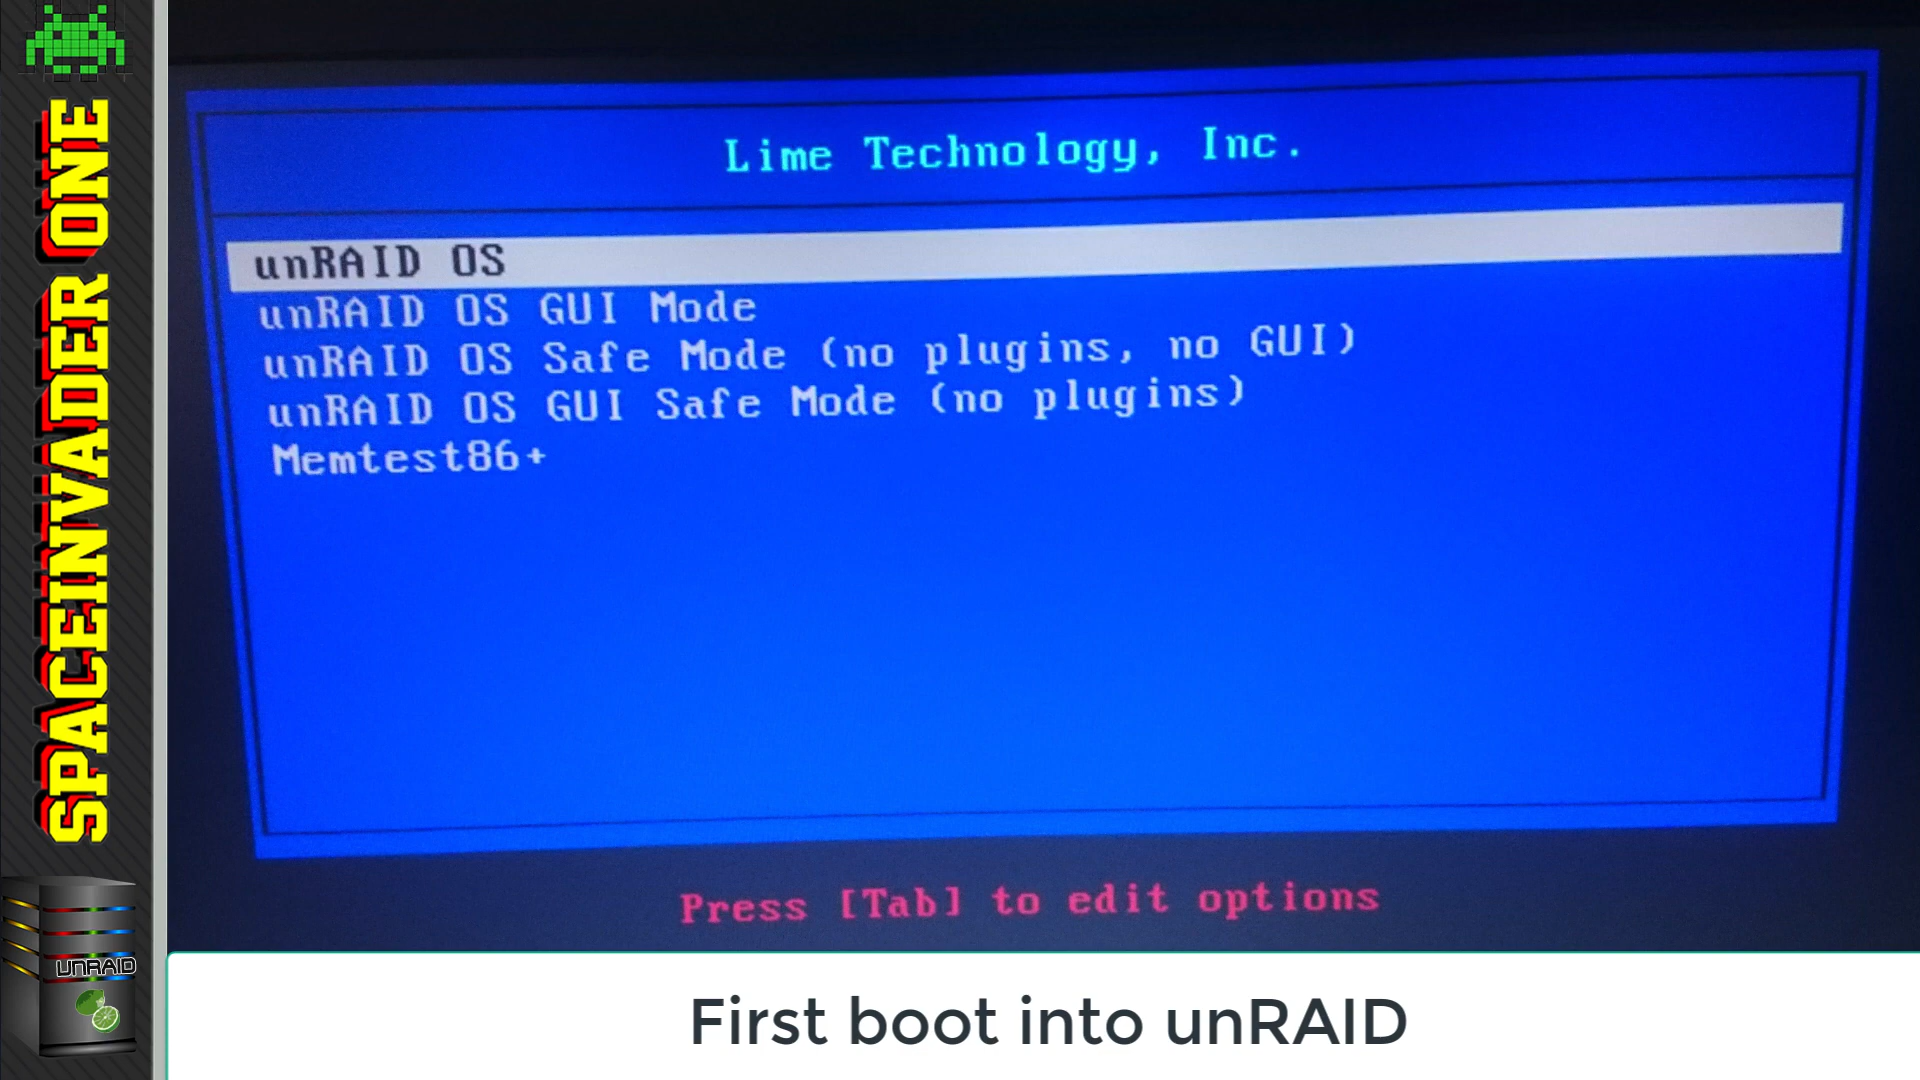 SPACEINVADER ONE
UNRAID
Lime Technology, Inc.
unRAID OS
unRAID OS GUI Mode
unRAID OS Safe Mode (no plugins, no GUI)
unRAID OS GUI Safe Mode (no plugins)
Memtest86+
Press [Tab] to edit options
First boot into unRAID